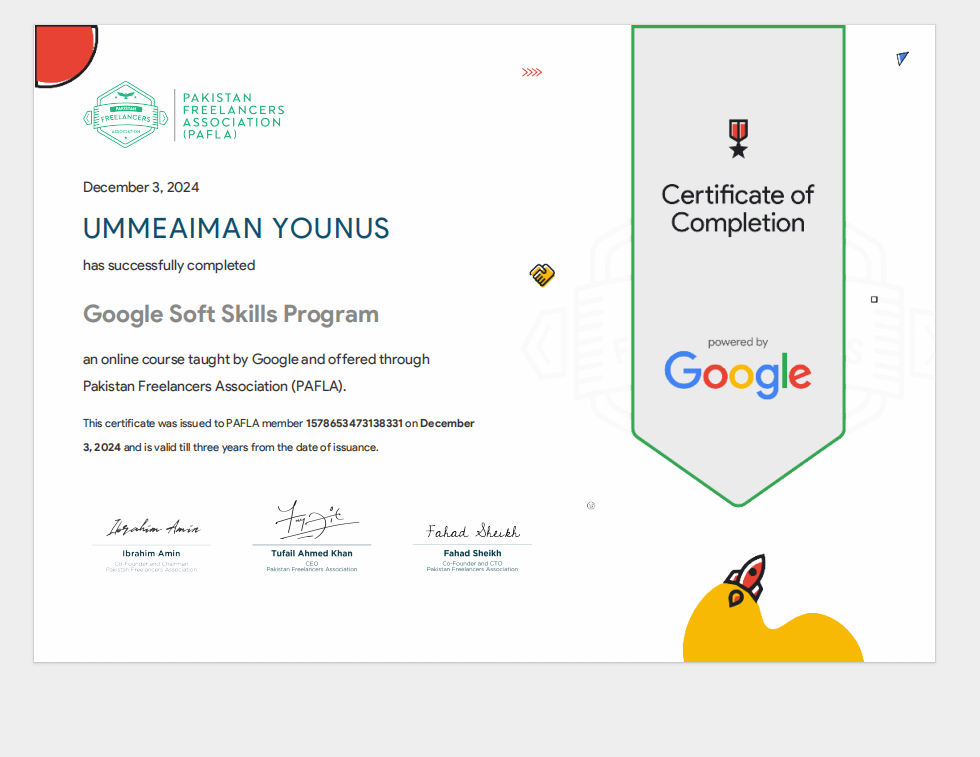 PAKISTAN
FREELANCERS
ASSOCIATION
PAKISTAN
FREELANCERS
ASSOCIATION
(PAFLA)
December 3, 2024
UMMEAIMAN YOUNUS
has successfully completed
Google Soft Skills Program
an online course taught by Google and offered through
Pakistan Freelancers Association (PAFLA).
This certificate was issued to PAFLA member 1578653473138331 on December
3, 2024 and is valid till three years from the date of issuance.
Ibrahim Amin
Ibrahim Amin
Co-Founder and Chairman
Pakistan Freelancers Association
Tufail Ahmed Khan
CEO
Pakistan Freelancers Association
Fahad Sheikh
Fahad Sheikh
Co-Founder and CTO
Pakistan Freelancers Association
Certificate of
Completion
powered by
Google